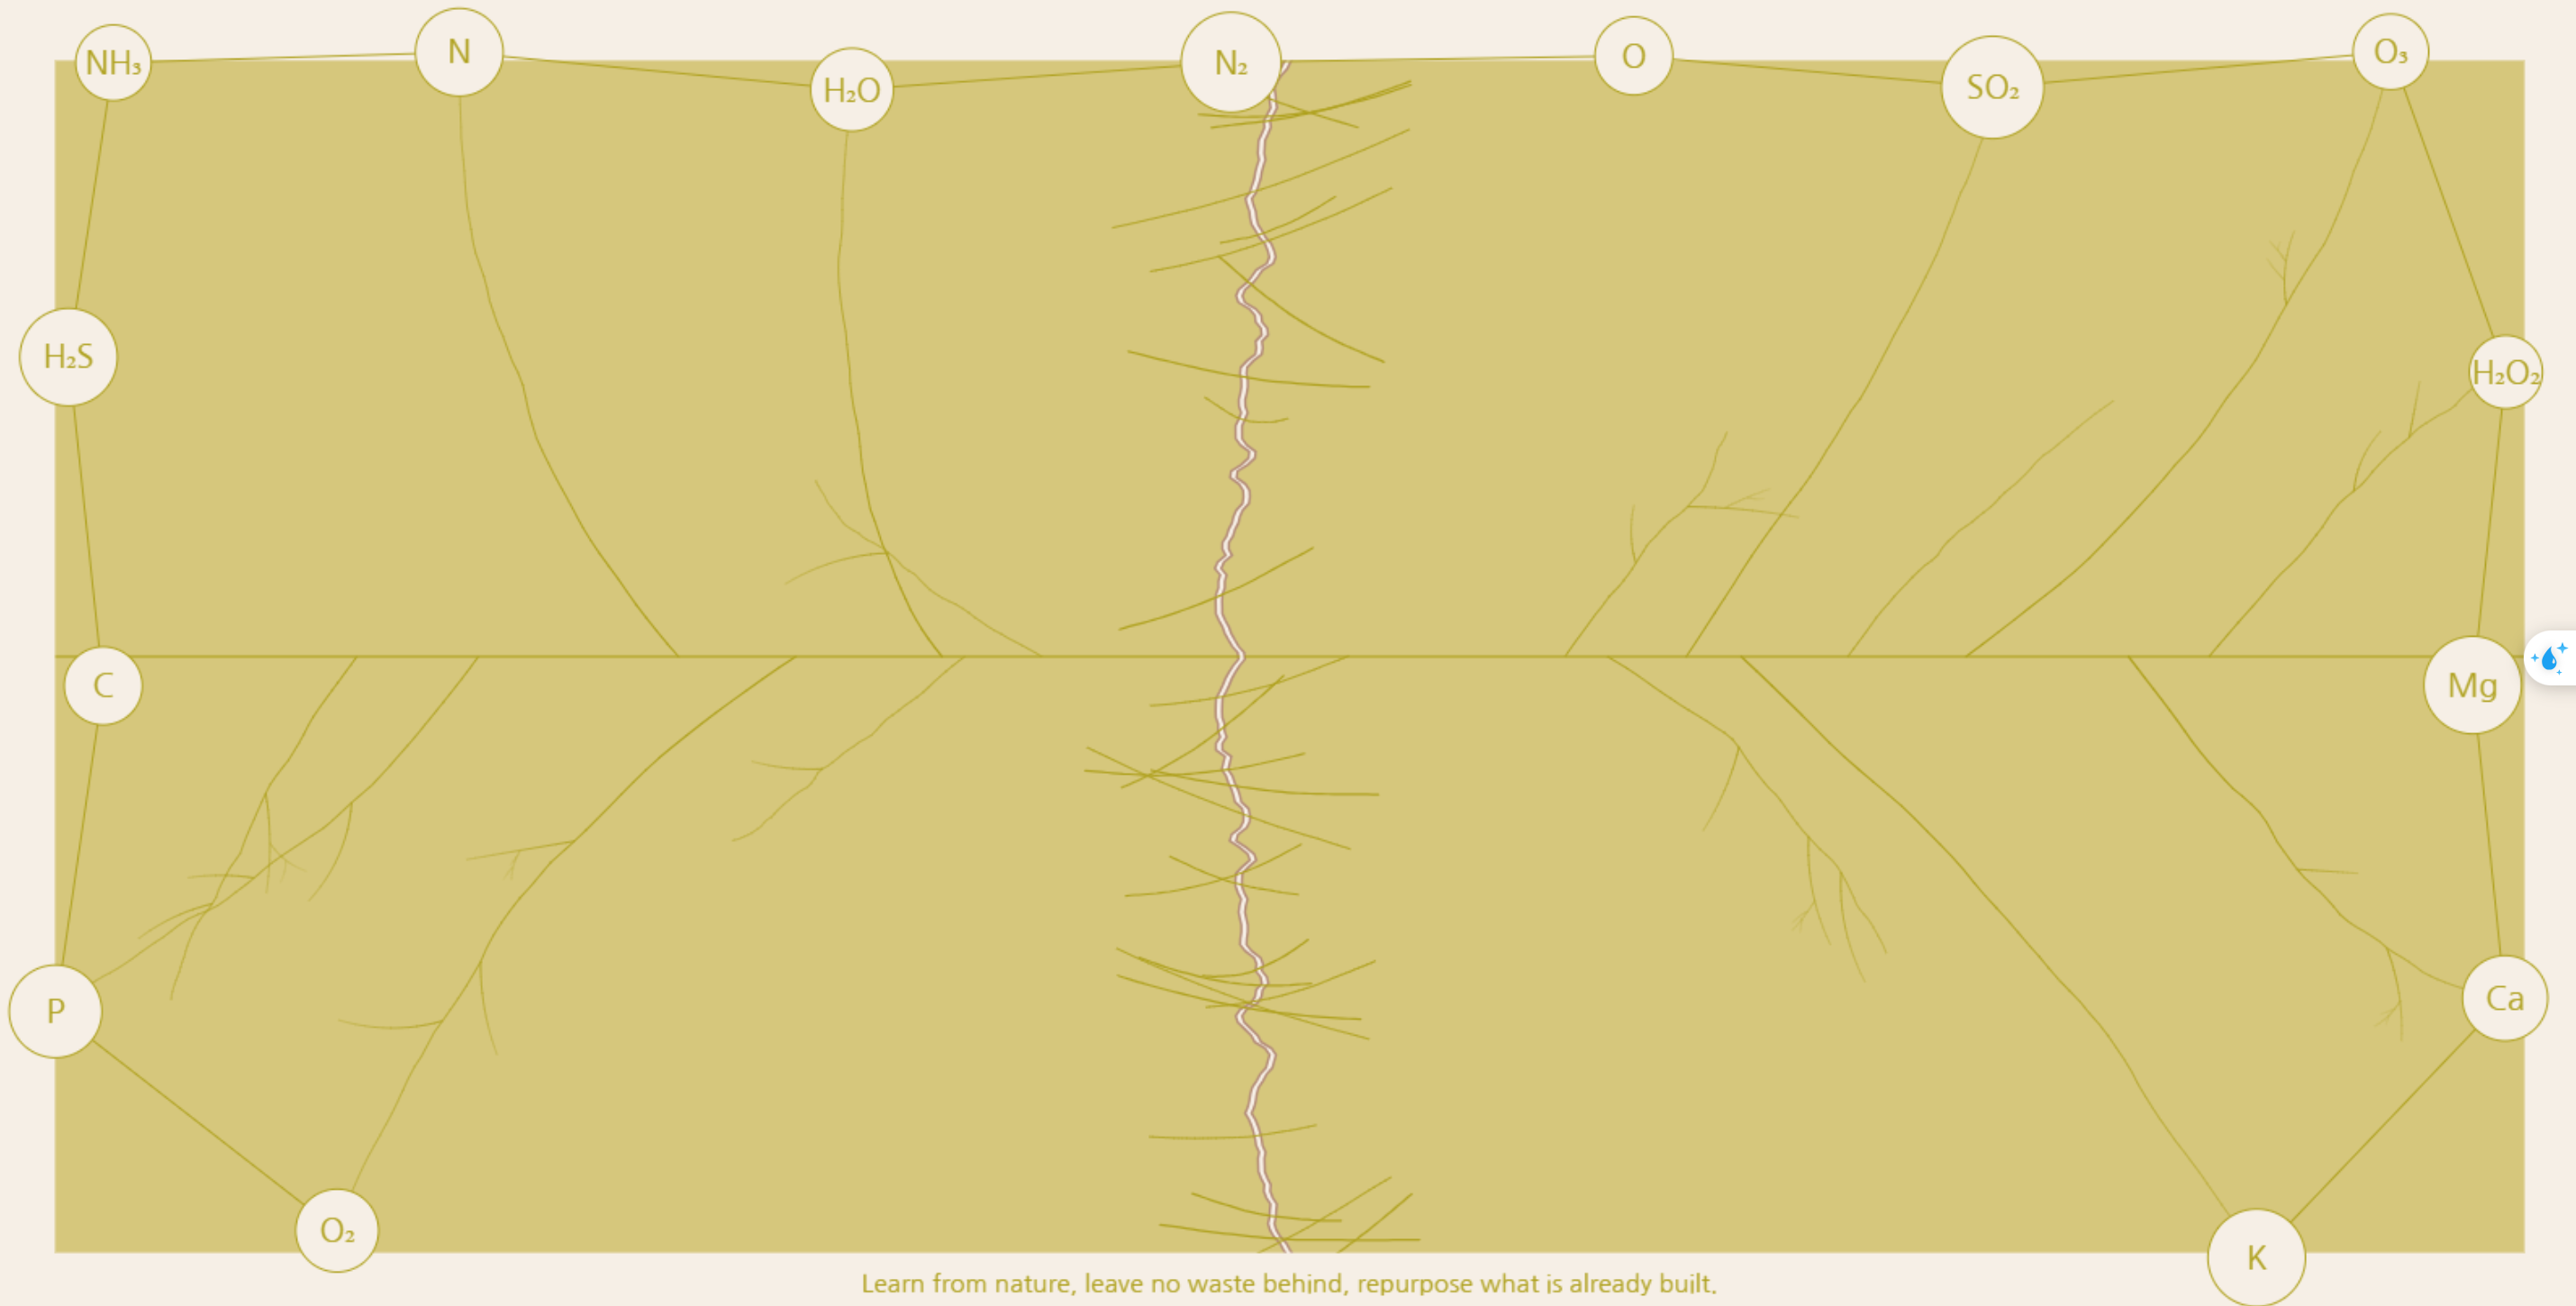 NH₃
N
H₂O
N₂
O
SO₂
O₃
H₂S
H₂O₂
C
Mg
P
Ca
O₂
K
Learn from nature, leave no waste behind, repurpose what is already built.